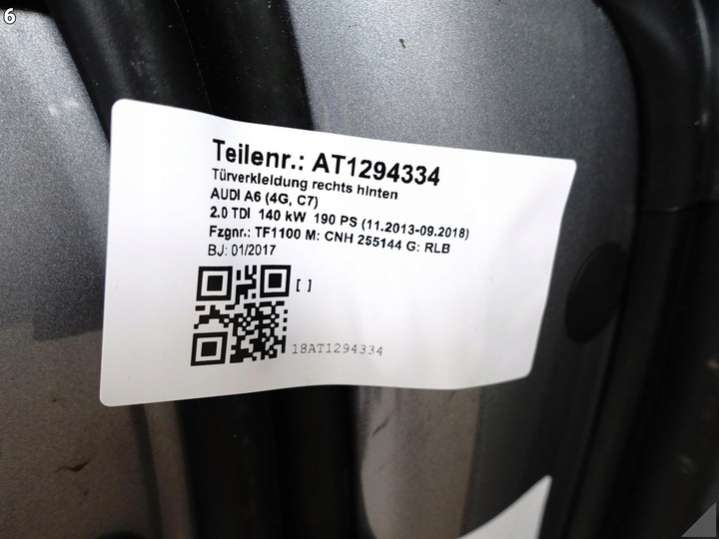 6
Teilenr.: AT1294334
Türverkleidung rechts hinten
AUDI A6 (4G, C7)
2.0 TDI 140 kW 190 PS (11.2013-09.2018)
Fzgnr.: TF1100 M: CNH 255144 G: RLB
BJ: 01/2017
[ ]
18AT1294334